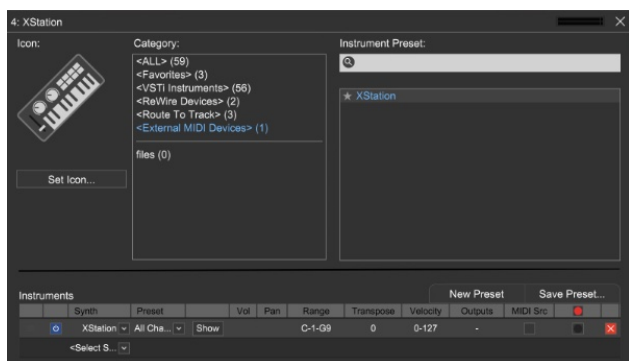 4: XStation
Icon:
Category:
Instrument Preset:
<ALL> (59)
<Favorites> (3)
<VSTi Instruments> (56)
<ReWire Devices> (2)
<Route To Track> (3)
<External MIDI Devices> (1)
files (0)
★ XStation
Set Icon...
Instruments
New Preset
Save Preset...
Synth Preset Vol Pan Range Transpose Velocity Outputs MIDI Src
XStation All Cha... Show C-1-G9 0 0-127 -
<Select S...